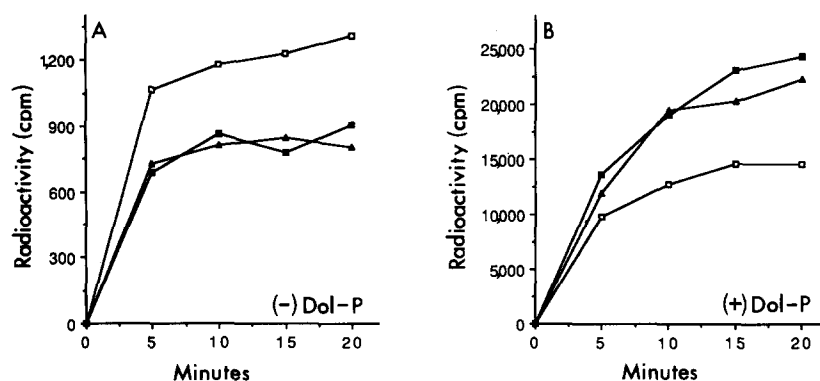 A
1,200
900
600
300
0
Radioactivity (cpm)
0 5 10 15 20
Minutes
(-) Dol-P
B
25,000
20,000
15,000
10,000
5,000
0
Radioactivity (cpm)
0 5 10 15 20
Minutes
(+) Dol-P